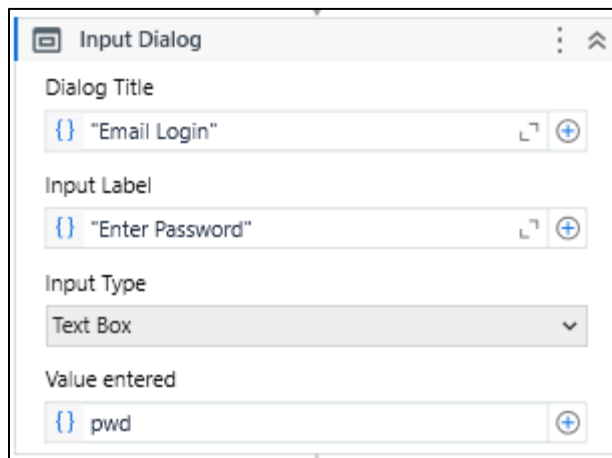 Input Dialog
Dialog Title
{} "Email Login"
Input Label
{} "Enter Password"
Input Type
Text Box
Value entered
{} pwd